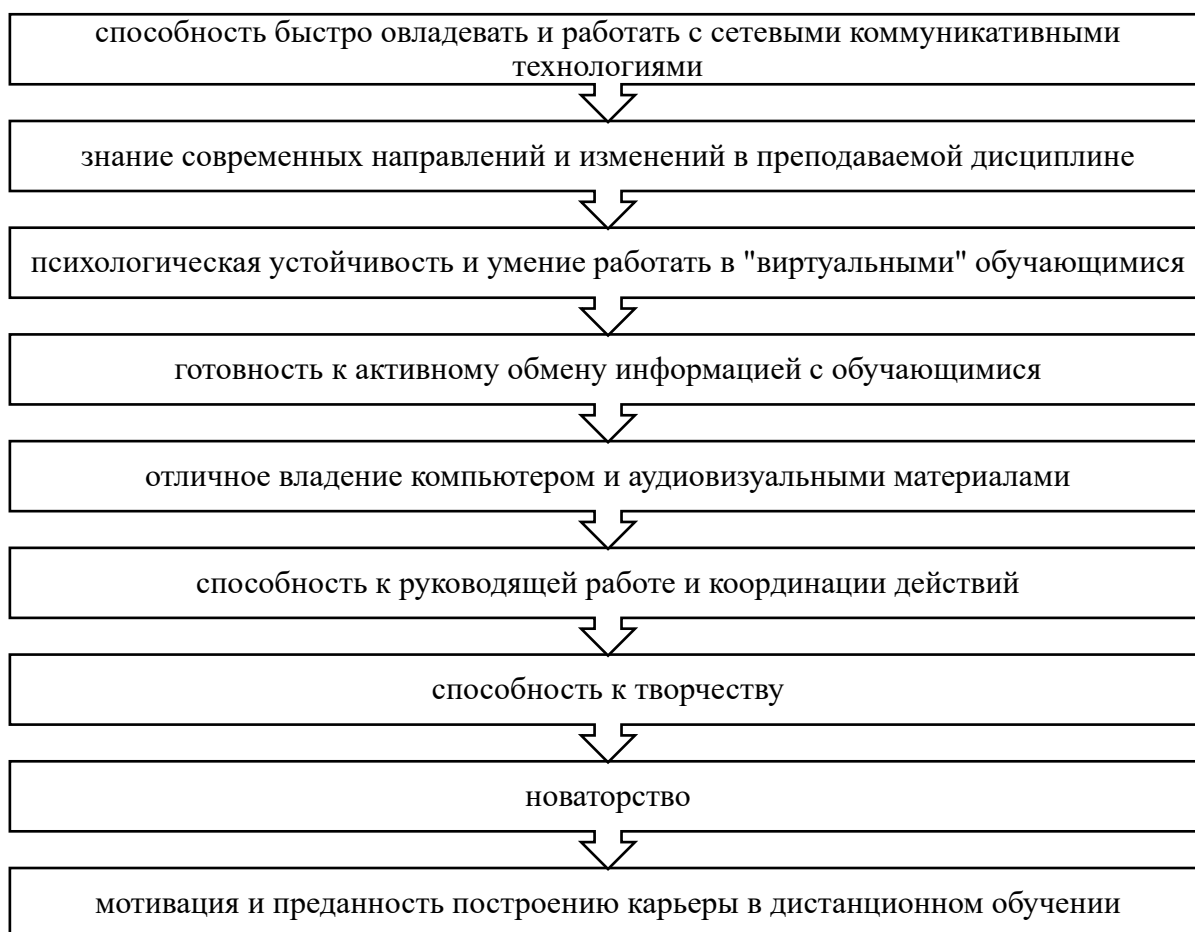 способность быстро овладевать и работать с сетевыми коммуникативными
технологиями
знание современных направлений и изменений в преподаваемой дисциплине
психологическая устойчивость и умение работать в "виртуальными" обучающимися
готовность к активному обмену информацией с обучающимися
отличное владение компьютером и аудиовизуальными материалами
способность к руководящей работе и координации действий
способность к творчеству
новаторство
мотивация и преданность построению карьеры в дистанционном обучении